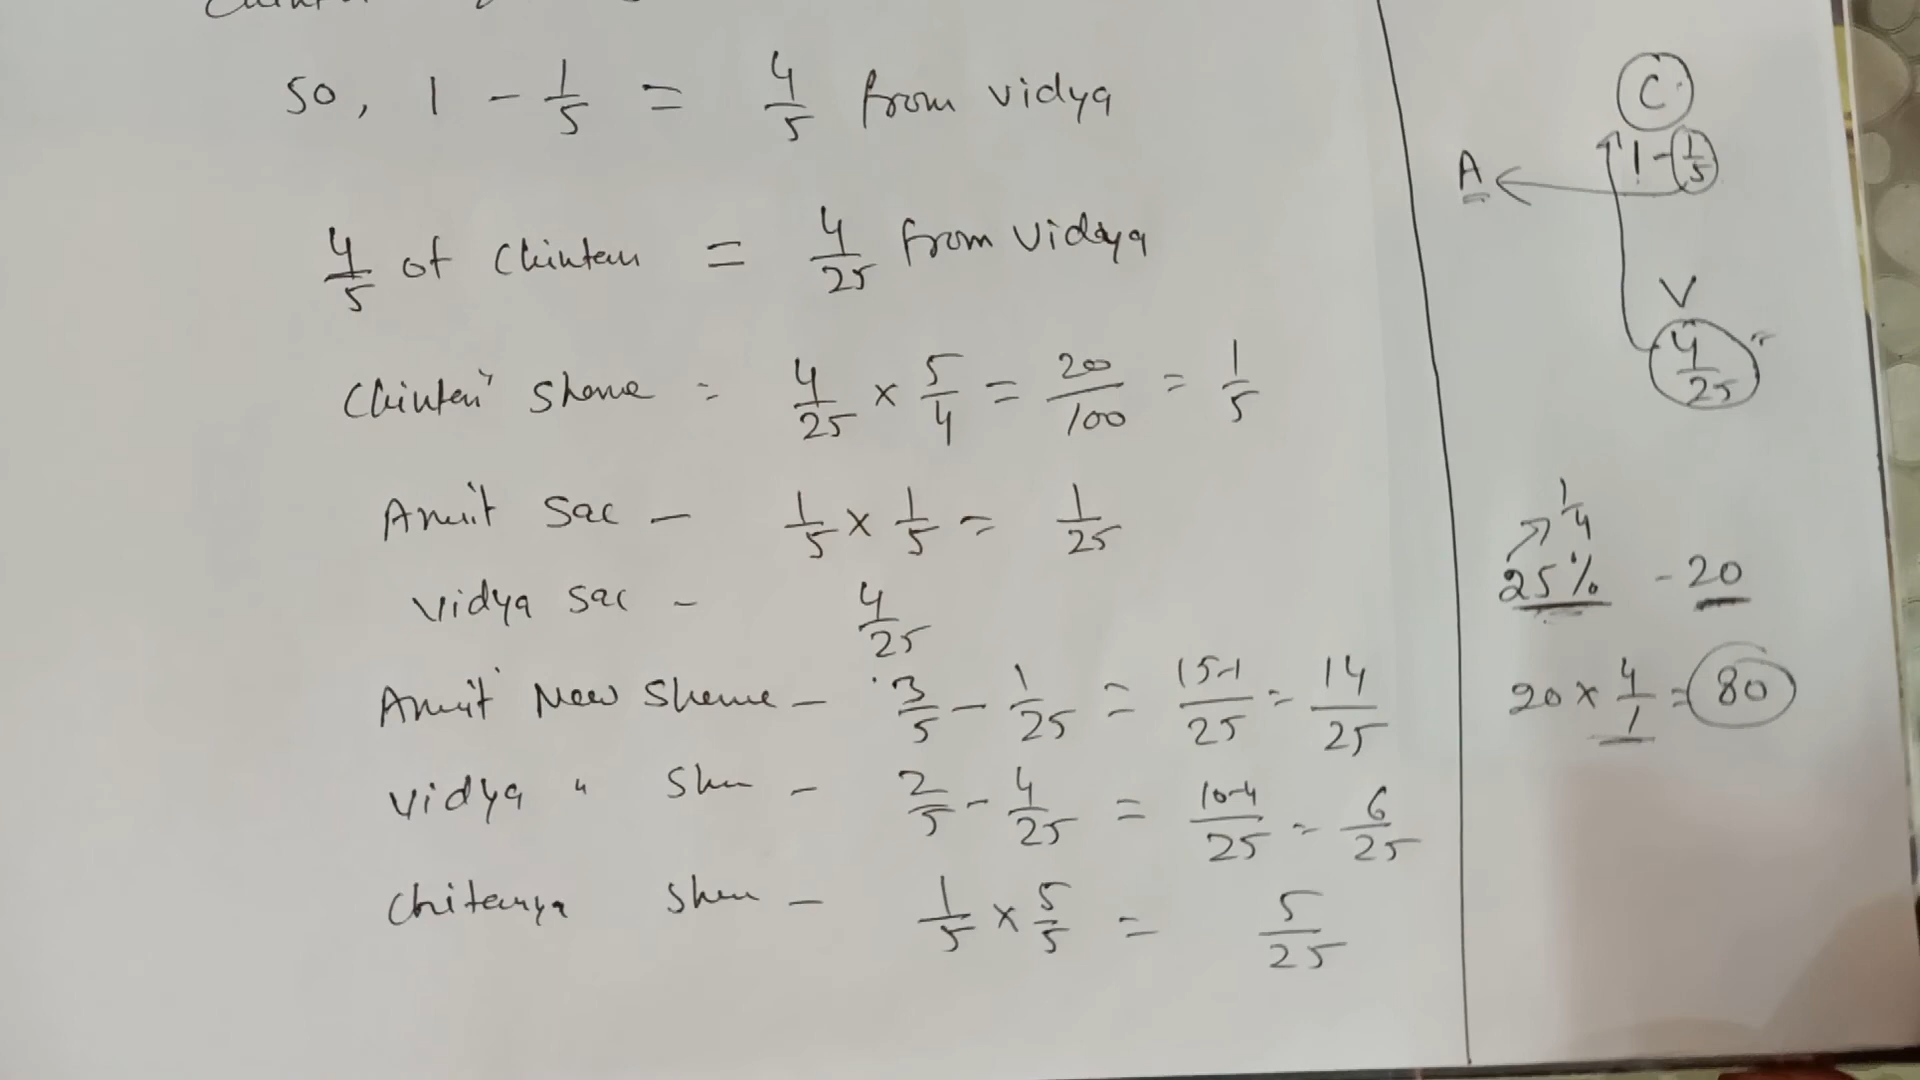 So, 1 - 1/5 = 4/5 from vidya
4/5 of Chintan = 4/25 from Vidya
Chintan's Share = 4/25 × 5/4 = 20/100 = 1/5
Amit Sac - 1/5 × 1/5 = 1/25
Vidya Sac - 4/25
Amit New Share - 3/5 - 1/25 = 15-1/25 = 14/25
Vidya " Sha - 2/5 - 4/25 = 10-4/25 = 6/25
Chitanya Sha - 1/5 × 5/5 = 5/25
C
A 1 - 1/5
V
4/25
1/4
25% - 20
20 × 4/1 = 80